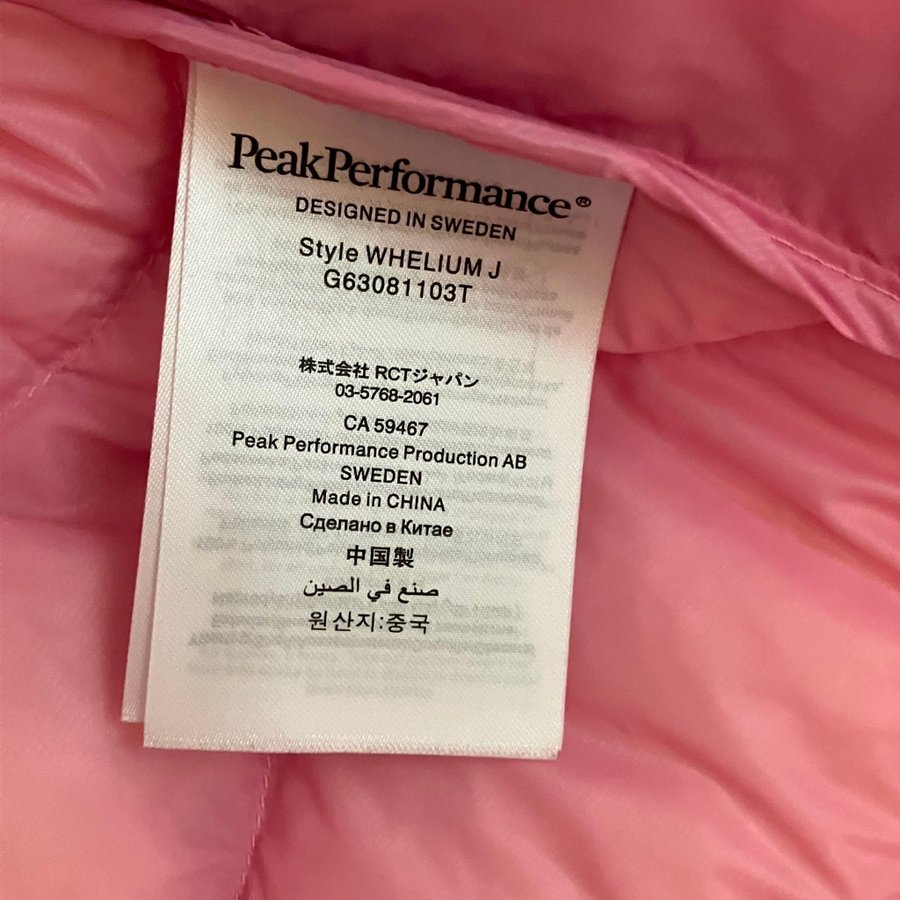 PeakPerformance®
DESIGNED IN SWEDEN
Style WHELIUM J
G63081103T
株式会社 RCTジャパン
03-5768-2061
CA 59467
Peak Performance Production AB
SWEDEN
Made in CHINA
Сделано в Китае
中国製
صنع في الصين
원산지:중국